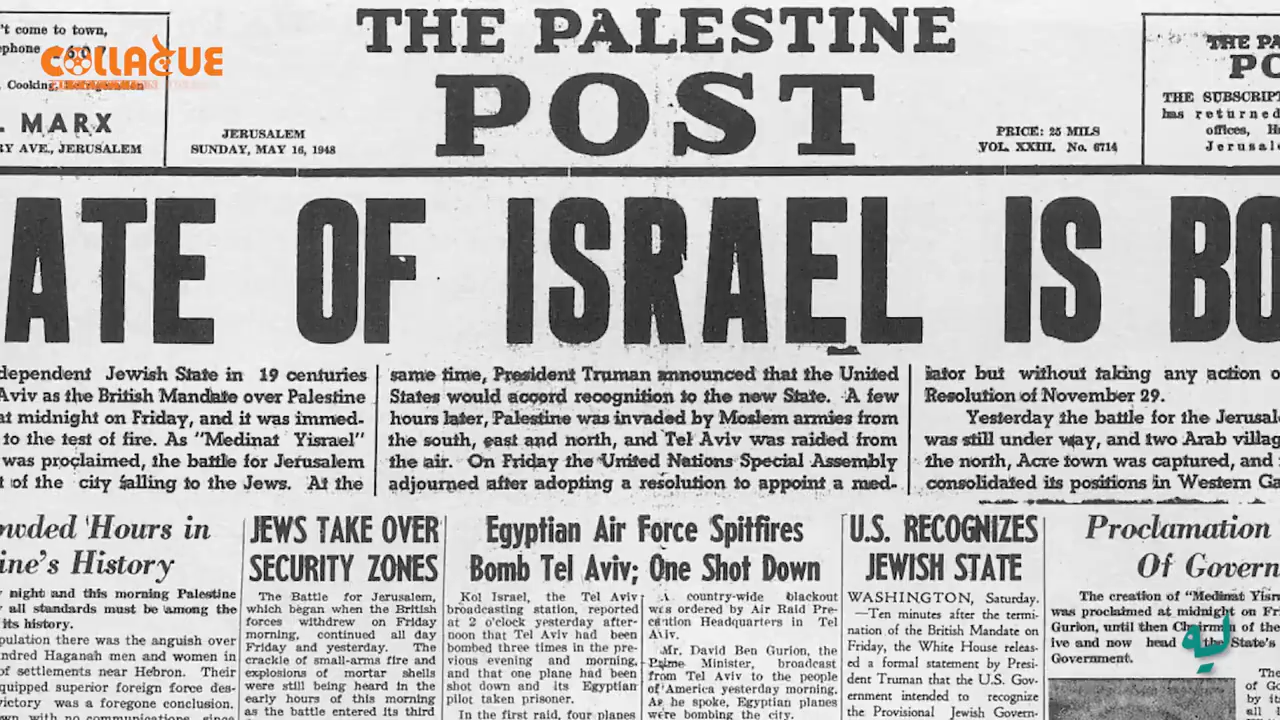 't come to town,
ephone
COLLAGUE
Cooking,
. MARX
RY AVE., JERUSALEM
THE PALESTINE
POST
JERUSALEM
SUNDAY, MAY 16, 1948
PRICE: 25 MILS
VOL. XXIII. No. 6714
THE PA
PO
THE SUBSCRIPT
has returned
offices, H
Jerusal
ATE OF ISRAEL IS BO
dependent Jewish State in 19 centuries
Aviv as the British Mandate over Palestine
at midnight on Friday, and it was immed-
to the test of fire. As "Medinat Yisrael"
was proclaimed, the battle for Jerusalem
t of the city falling to the Jews. At the
same time, President Truman announced that the United
States would accord recognition to the new State. A few
hours later, Palestine was invaded by Moslem armies from
the south, east and north, and Tel Aviv was raided from
the air. On Friday the United Nations Special Assembly
adjourned after adopting a resolution to appoint a med-
iator but without taking any action o
Resolution of November 29.
Yesterday the battle for the Jerusale
was still under way, and two Arab villag
the north, Acre town was captured, and
consolidated its positions in Western Ga
owded Hours in
ine's History
night and this morning Palestine
all standards must be among the
its history.
pulation there was the anguish over
ndred Haganah men and women in
of settlements near Hebron. Their
quipped superior foreign force des-
victory was a foregone conclusion.
own with no communications, since
JEWS TAKE OVER
SECURITY ZONES
The Battle for Jerusalem,
which began when the British
forces withdrew on Friday
morning, continued all day
Friday and yesterday. The
crackle of small-arms fire and
explosions of mortar shells
were still being heard in the
early hours of this morning
as the battle entered its third
Egyptian Air Force Spitfires
Bomb Tel Aviv; One Shot Down
Kol Israel, the Tel Aviv
broadcasting station, reported
at 2 o'clock yesterday after-
noon that Tel Aviv had been
bombed three times in the pre-
vious evening and morning,
and that one plane had been
shot down and its Egyptian
pilot taken prisoner.
In the first raid, four planes
A country-wide blackout
was ordered by Air Raid Pre-
caution Headquarters in Tel
Aviv.
Mr. David Ben Gurion, the
Prime Minister, broadcast
from Tel Aviv to the people
of America yesterday morning.
As he spoke, Egyptian planes
were bombing the city.
U.S. RECOGNIZES
JEWISH STATE
WASHINGTON, Saturday.
—Ten minutes after the termi-
nation of the British Mandate on
Friday, the White House releas-
ed a formal statement by Presi-
dent Truman that the U.S. Gov-
ernment intended to recognize
the Provisional Jewish Govern-
Proclamation
Of Govern
The creation of "Medinat Yisr
was proclaimed at midnight on Fr
Gurion, until then Chairman of the
ive and now head of the State's
Government.
The
of G
by it
all